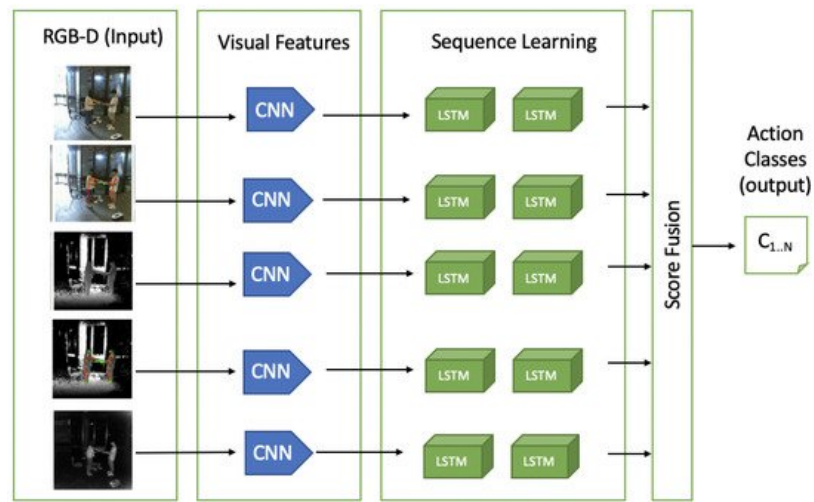 RGB-D (Input)
Visual Features
Sequence Learning
CNN
LSTM
LSTM
CNN
LSTM
LSTM
CNN
LSTM
LSTM
CNN
LSTM
LSTM
CNN
LSTM
LSTM
Score Fusion
Action
Classes
(output)
C1..N